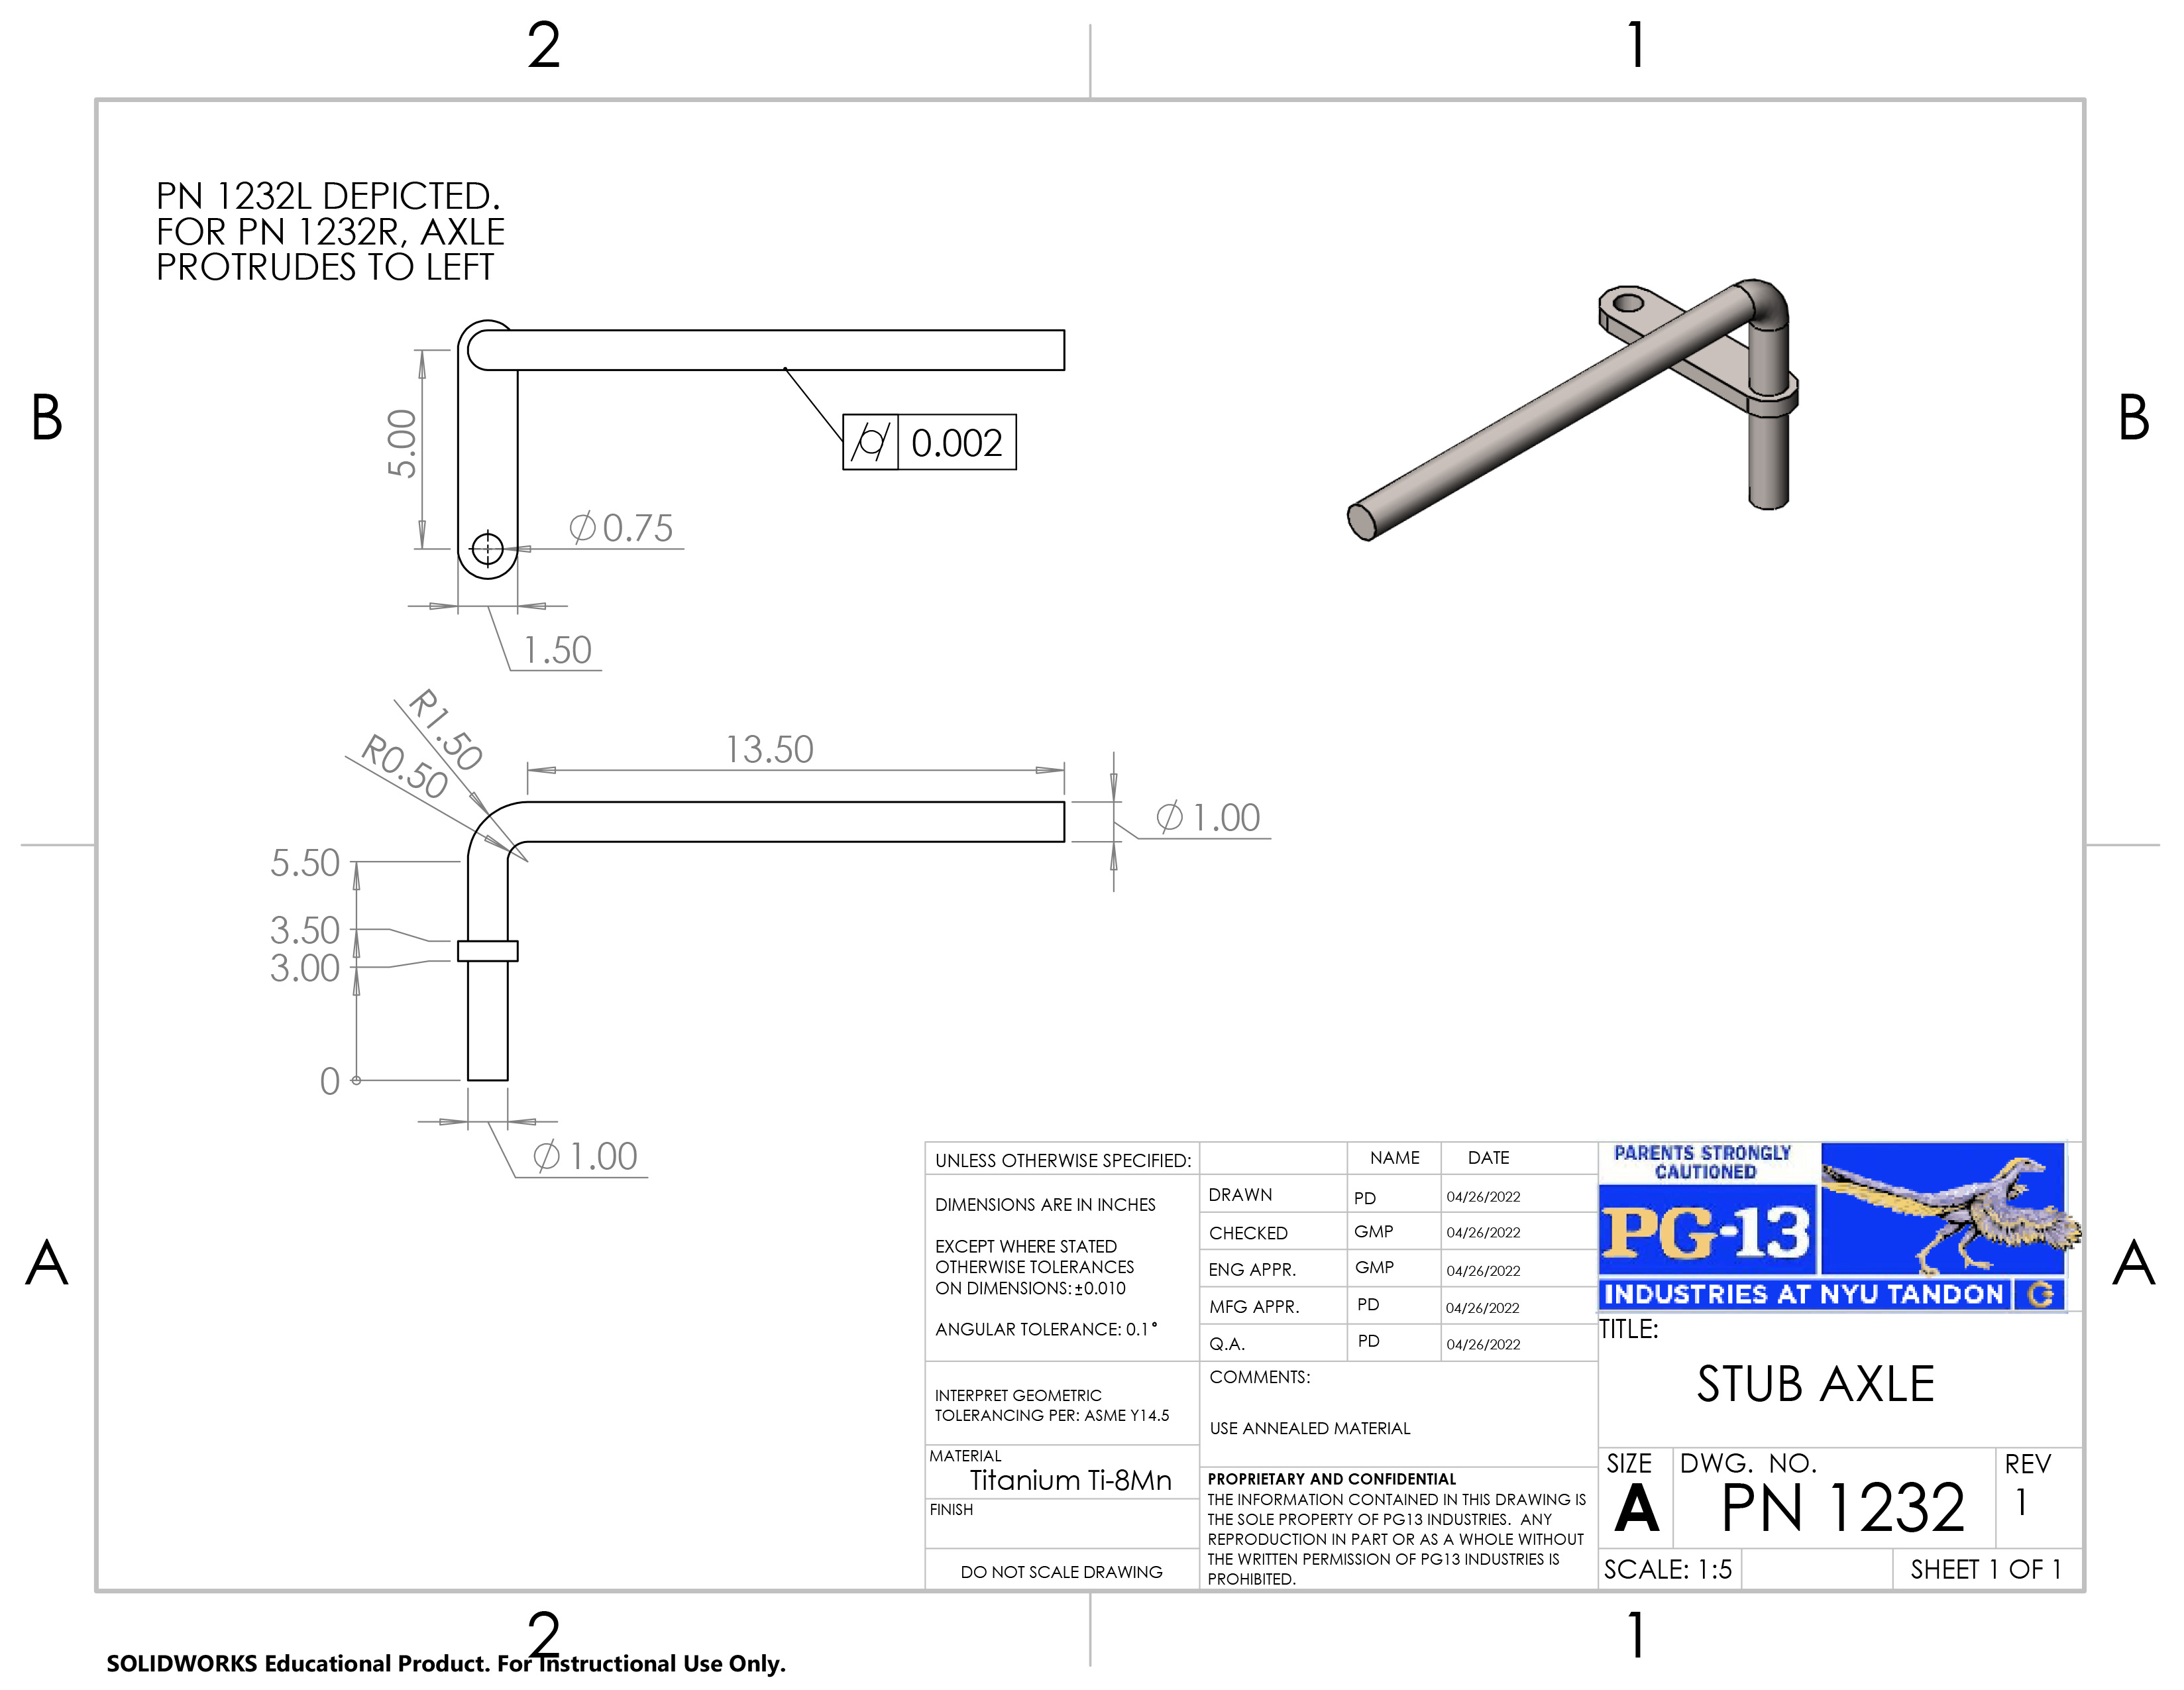 2
1
PN 1232L DEPICTED.
FOR PN 1232R, AXLE
PROTRUDES TO LEFT
B
B
5.00
0.002
∅0.75
1.50
R1.50
R0.50
13.50
∅1.00
5.50
3.50
3.00
0
∅1.00
A
A
UNLESS OTHERWISE SPECIFIED:
DIMENSIONS ARE IN INCHES
EXCEPT WHERE STATED
OTHERWISE TOLERANCES
ON DIMENSIONS: ±0.010
ANGULAR TOLERANCE: 0.1°
INTERPRET GEOMETRIC
TOLERANCING PER: ASME Y14.5
MATERIAL
Titanium Ti-8Mn
FINISH
DO NOT SCALE DRAWING
NAME DATE
DRAWN PD 04/26/2022
CHECKED GMP 04/26/2022
ENG APPR. GMP 04/26/2022
MFG APPR. PD 04/26/2022
Q.A. PD 04/26/2022
COMMENTS:
USE ANNEALED MATERIAL
PROPRIETARY AND CONFIDENTIAL
THE INFORMATION CONTAINED IN THIS DRAWING IS
THE SOLE PROPERTY OF PG13 INDUSTRIES. ANY
REPRODUCTION IN PART OR AS A WHOLE WITHOUT
THE WRITTEN PERMISSION OF PG13 INDUSTRIES IS
PROHIBITED.
PARENTS STRONGLY
CAUTIONED
PG-13
INDUSTRIES AT NYU TANDON
TITLE:
STUB AXLE
SIZE DWG. NO. REV
A PN 1232 1
SCALE: 1:5 SHEET 1 OF 1
2
1
SOLIDWORKS Educational Product. For Instructional Use Only.